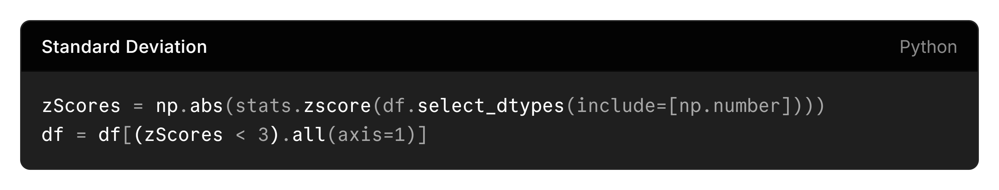 Standard Deviation
Python
zScores = np.abs(stats.zscore(df.select_dtypes(include=[np.number])))
df = df[(zScores < 3).all(axis=1)]